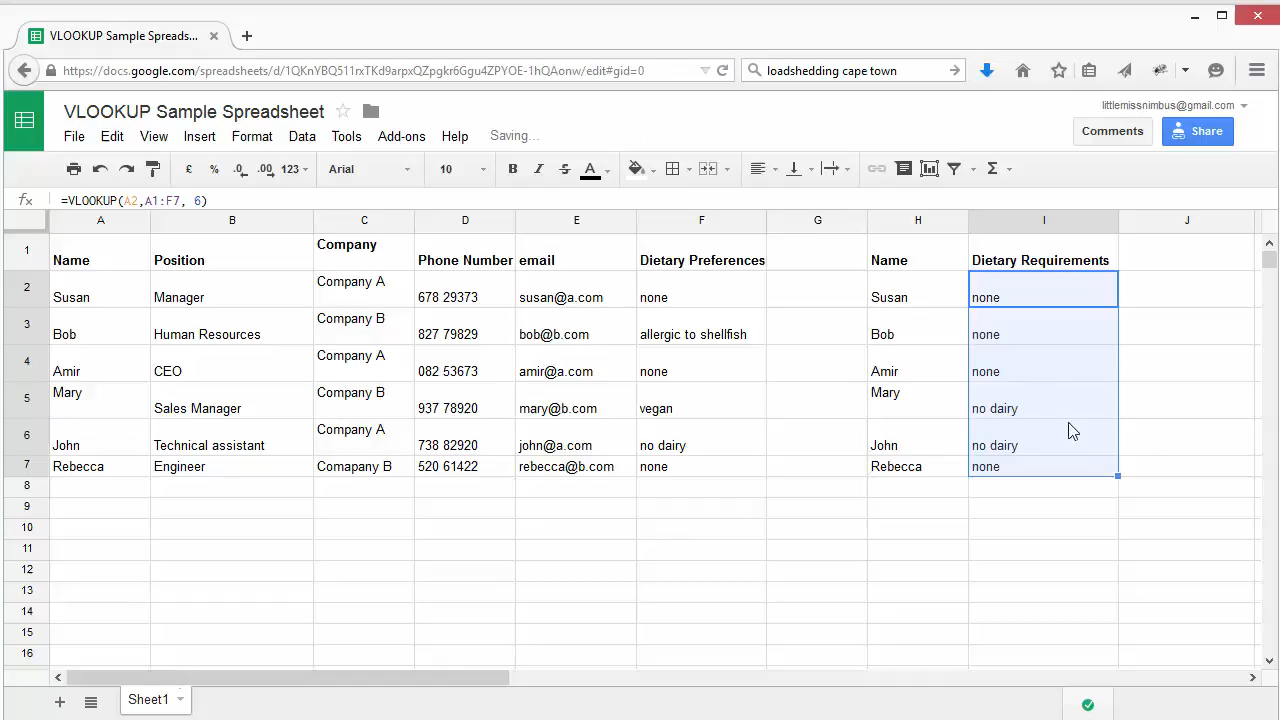 VLOOKUP Sample Spreads...
https://docs.google.com/spreadsheets/d/1QKnYBQ511rxTKd9arpxQZpgkr6Ggu4ZPYOE-1hQAonw/edit#gid=0
loadshedding cape town
VLOOKUP Sample Spreadsheet
littlemissnimbus@gmail.com
File Edit View Insert Format Data Tools Add-ons Help Saving...
Comments Share
£ % .0 .00 123 Arial 10 B I S A Σ
fx =VLOOKUP(A2,A1:F7, 6)
A B C D E F G H I J
1 Name Position Company Phone Number email Dietary Preferences Name Dietary Requirements
2 Susan Manager Company A 678 29373 susan@a.com none Susan none
3 Bob Human Resources Company B 827 79829 bob@b.com allergic to shellfish Bob none
4 Amir CEO Company A 082 53673 amir@a.com none Amir none
5 Mary Sales Manager Company B 937 78920 mary@b.com vegan Mary no dairy
6 John Technical assistant Company A 738 82920 john@a.com no dairy John no dairy
7 Rebecca Engineer Comapany B 520 61422 rebecca@b.com none Rebecca none
8
9
10
11
12
13
14
15
16
Sheet1